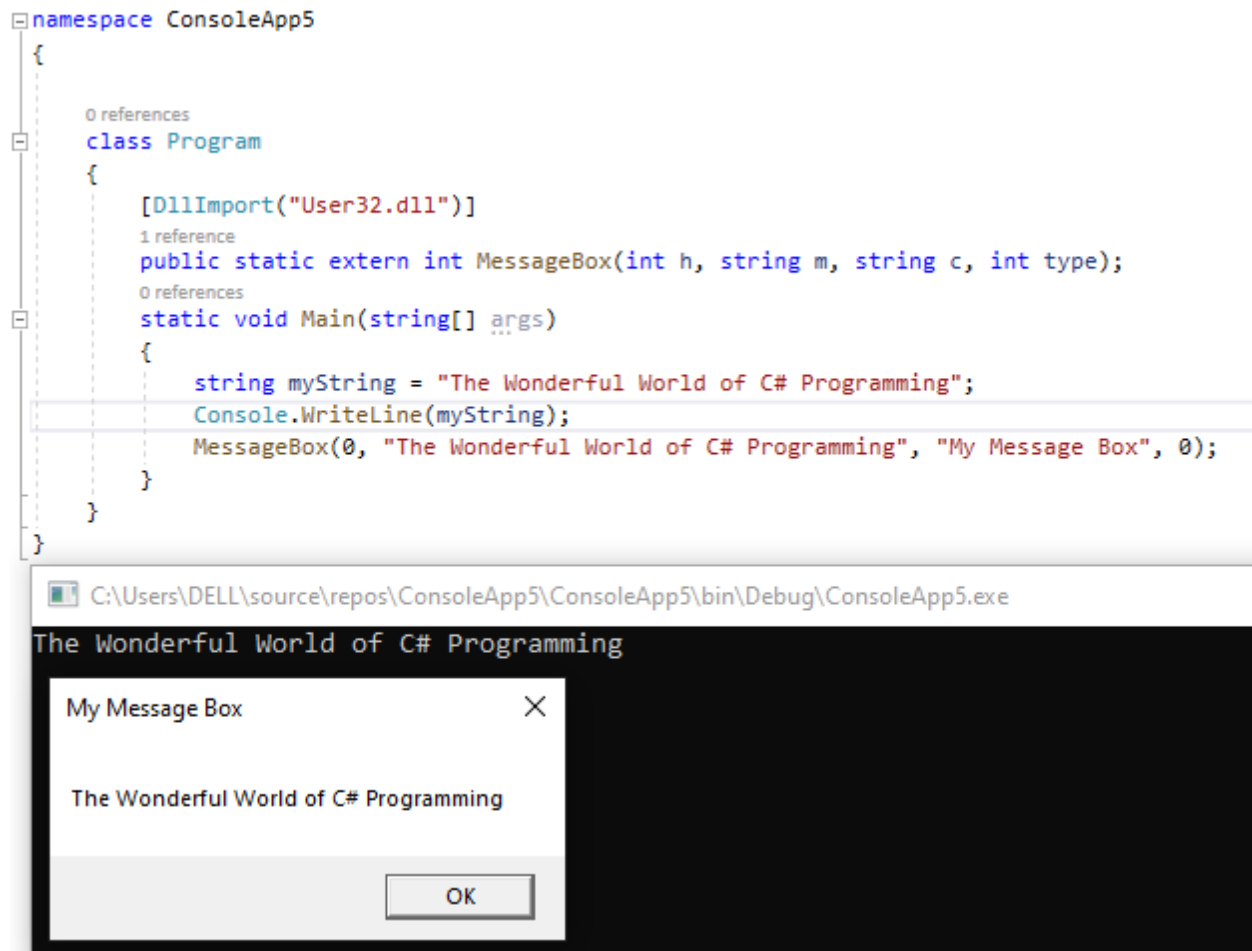 namespace ConsoleApp5
{
0 references
class Program
{
[DllImport("User32.dll")]
1 reference
public static extern int MessageBox(int h, string m, string c, int type);
0 references
static void Main(string[] args)
{
string myString = "The Wonderful World of C# Programming";
Console.WriteLine(myString);
MessageBox(0, "The Wonderful World of C# Programming", "My Message Box", 0);
}
}
}
C:\Users\DELL\source\repos\ConsoleApp5\ConsoleApp5\bin\Debug\ConsoleApp5.exe
The Wonderful World of C# Programming
My Message Box
The Wonderful World of C# Programming
OK